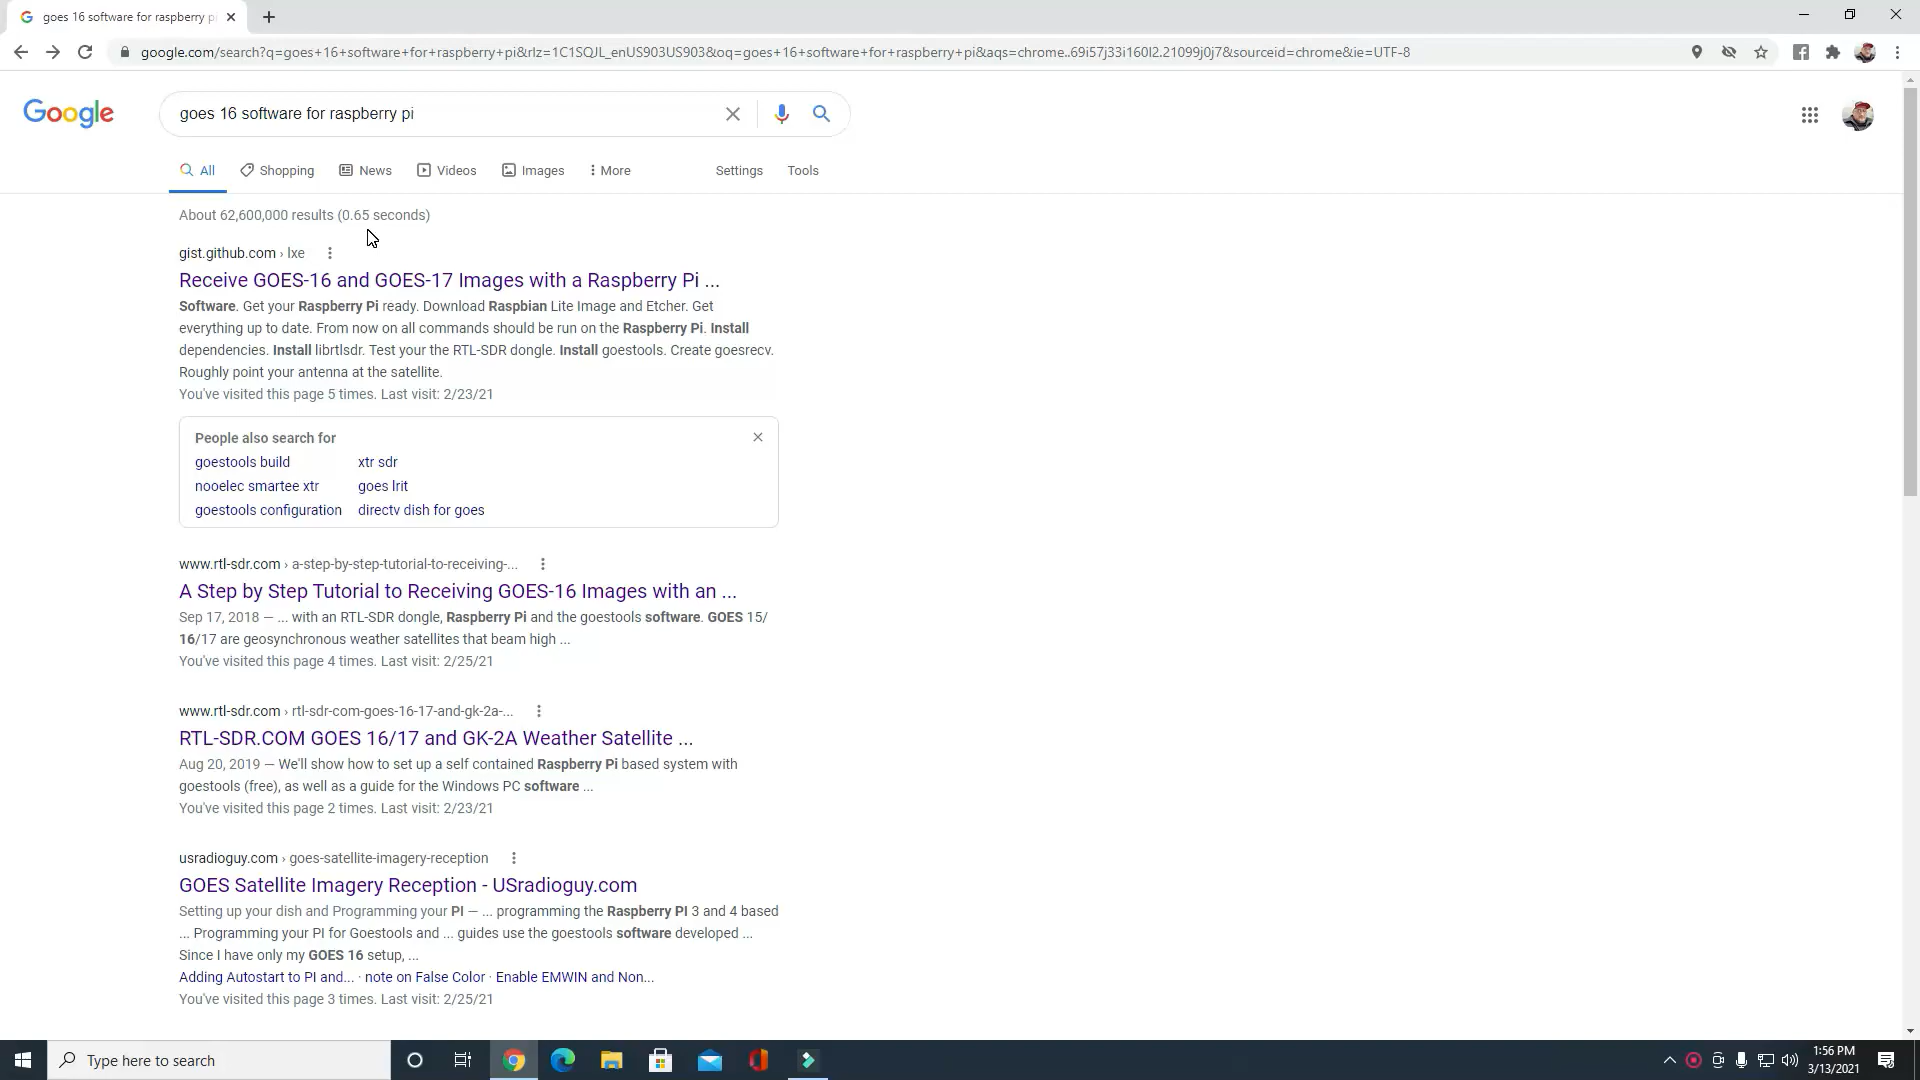 goes 16 software for raspberry pi
google.com/search?q=goes+16+software+for+raspberry+pi&rlz=1C1SQJL_enUS903US903&oq=goes+16+software+for+raspberry+pi&aqs=chrome..69i57j33i160l2.21099j0j7&sourceid=chrome&ie=UTF-8
Google
goes 16 software for raspberry pi
All Shopping News Videos Images More Settings Tools
About 62,600,000 results (0.65 seconds)
gist.github.com › lxe
Receive GOES-16 and GOES-17 Images with a Raspberry Pi ...
Software. Get your Raspberry Pi ready. Download Raspbian Lite Image and Etcher. Get
everything up to date. From now on all commands should be run on the Raspberry Pi. Install
dependencies. Install librtlsdr. Test your the RTL-SDR dongle. Install goestools. Create goesrecv.
Roughly point your antenna at the satellite.
You've visited this page 5 times. Last visit: 2/23/21
People also search for
goestools build xtr sdr
nooelec smartee xtr goes lrit
goestools configuration directv dish for goes
www.rtl-sdr.com › a-step-by-step-tutorial-to-receiving-...
A Step by Step Tutorial to Receiving GOES-16 Images with an ...
Sep 17, 2018 — ... with an RTL-SDR dongle, Raspberry Pi and the goestools software. GOES 15/
16/17 are geosynchronous weather satellites that beam high ...
You've visited this page 4 times. Last visit: 2/25/21
www.rtl-sdr.com › rtl-sdr-com-goes-16-17-and-gk-2a-...
RTL-SDR.COM GOES 16/17 and GK-2A Weather Satellite ...
Aug 20, 2019 — We'll show how to set up a self contained Raspberry Pi based system with
goestools (free), as well as a guide for the Windows PC software ...
You've visited this page 2 times. Last visit: 2/23/21
usradioguy.com › goes-satellite-imagery-reception
GOES Satellite Imagery Reception - USradioguy.com
Setting up your dish and Programming your PI — ... programming the Raspberry PI 3 and 4 based
... Programming your PI for Goestools and ... guides use the goestools software developed ...
Since I have only my GOES 16 setup, ...
Adding Autostart to PI and... · note on False Color · Enable EMWIN and Non...
You've visited this page 3 times. Last visit: 2/25/21
Type here to search
1:56 PM
3/13/2021